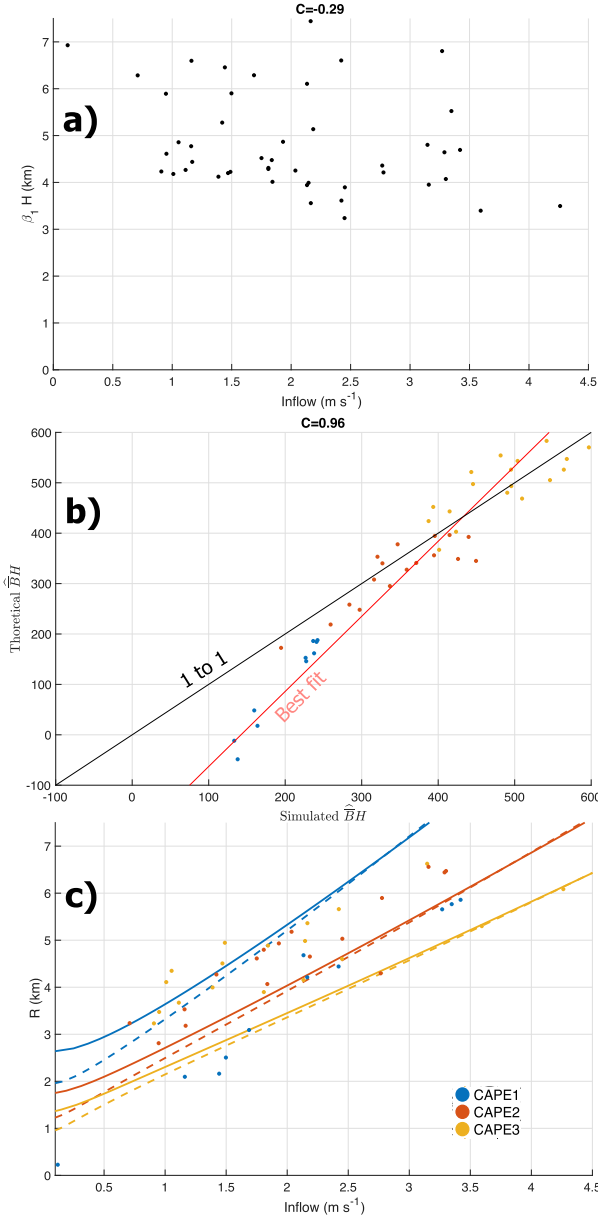 C=-0.29
7
6
5
4
3
2
1
0
a)
β₁ H (km)
0 0.5 1 1.5 2 2.5 3 3.5 4 4.5
Inflow (m s⁻¹)
C=0.96
600
500
400
300
200
100
0
-100
b)
Thoretical B̂H
1 to 1
Best fit
-100 0 100 200 300 400 500 600
Simulated B̂H
7
6
5
4
3
2
1
0
c)
R (km)
CAPE1
CAPE2
CAPE3
0.5 1 1.5 2 2.5 3 3.5 4 4.5
Inflow (m s⁻¹)